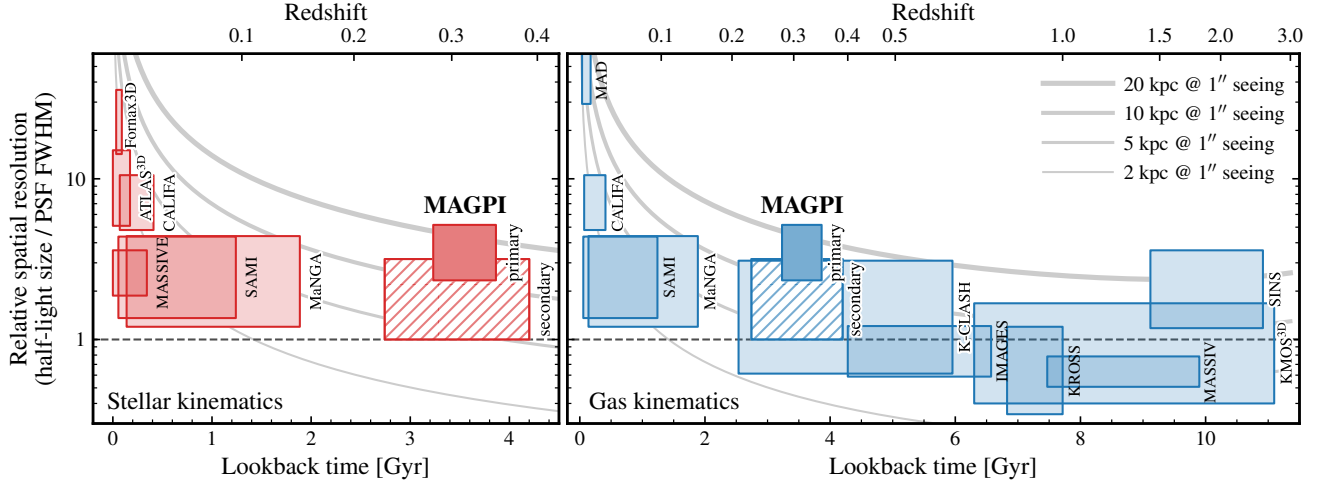 Redshift
0.1 0.2 0.3 0.4
Relative spatial resolution
(half-light size / PSF FWHM)
10
1
Fornax3D
ATLAS³ᴰ
CALIFA
MASSIVE
SAMI
MaNGA
MAGPI
primary
secondary
Stellar kinematics
0 1 2 3 4
Lookback time [Gyr]
Redshift
0.1 0.2 0.3 0.4 0.5 1.0 1.5 2.0 3.0
MAD
20 kpc @ 1″ seeing
10 kpc @ 1″ seeing
5 kpc @ 1″ seeing
2 kpc @ 1″ seeing
CALIFA
SAMI
MaNGA
MAGPI
primary
secondary
K-CLASH
IMAGES
KROSS
MASSIV
SINS
KMOS³ᴰ
Gas kinematics
0 2 4 6 8 10
Lookback time [Gyr]